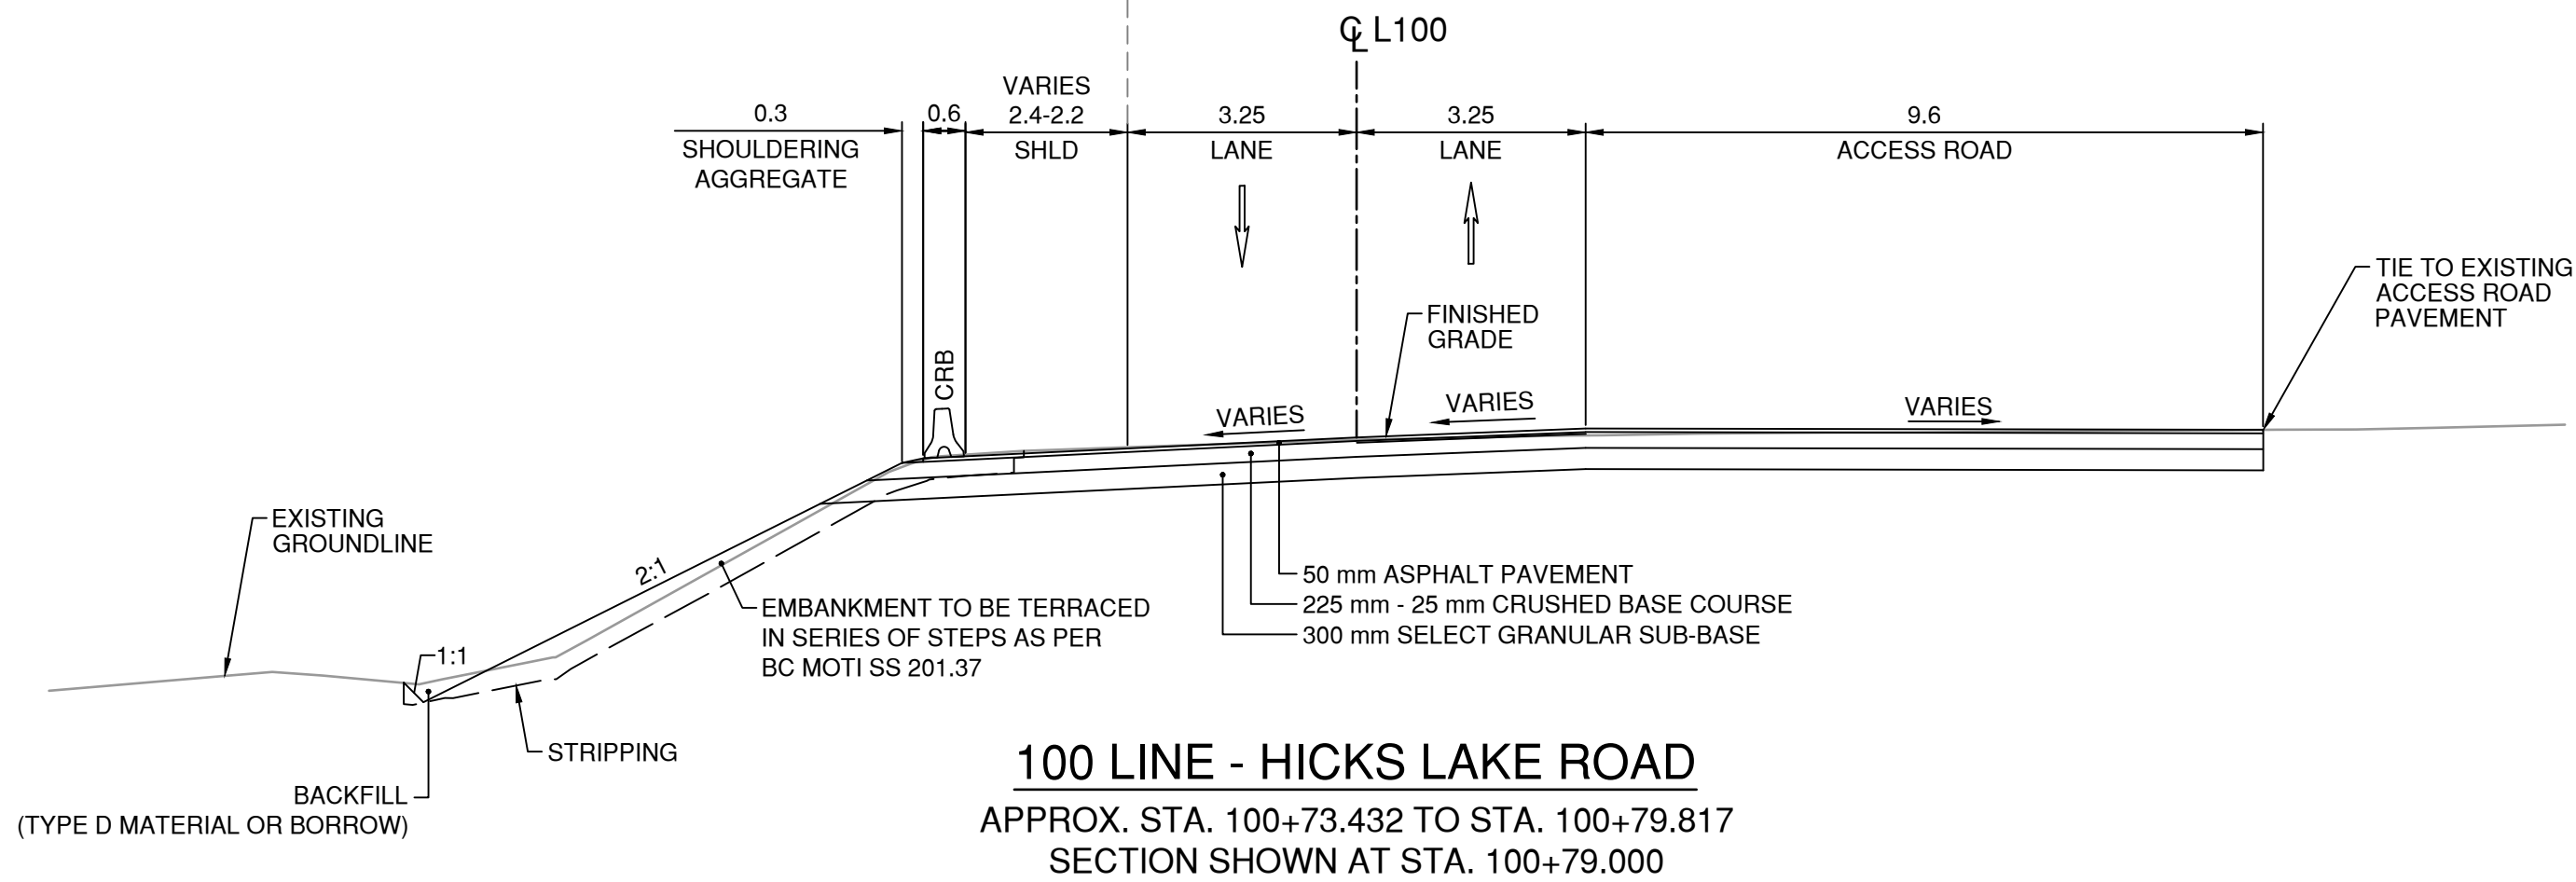 ℄ L100
0.3
SHOULDERING
AGGREGATE
0.6
VARIES
2.4-2.2
SHLD
3.25
LANE
3.25
LANE
9.6
ACCESS ROAD
TIE TO EXISTING
ACCESS ROAD
PAVEMENT
FINISHED
GRADE
CRB
VARIES
VARIES
VARIES
EXISTING
GROUNDLINE
2:1
1:1
EMBANKMENT TO BE TERRACED
IN SERIES OF STEPS AS PER
BC MOTI SS 201.37
50 mm ASPHALT PAVEMENT
225 mm - 25 mm CRUSHED BASE COURSE
300 mm SELECT GRANULAR SUB-BASE
STRIPPING
BACKFILL
(TYPE D MATERIAL OR BORROW)
100 LINE - HICKS LAKE ROAD
APPROX. STA. 100+73.432 TO STA. 100+79.817
SECTION SHOWN AT STA. 100+79.000